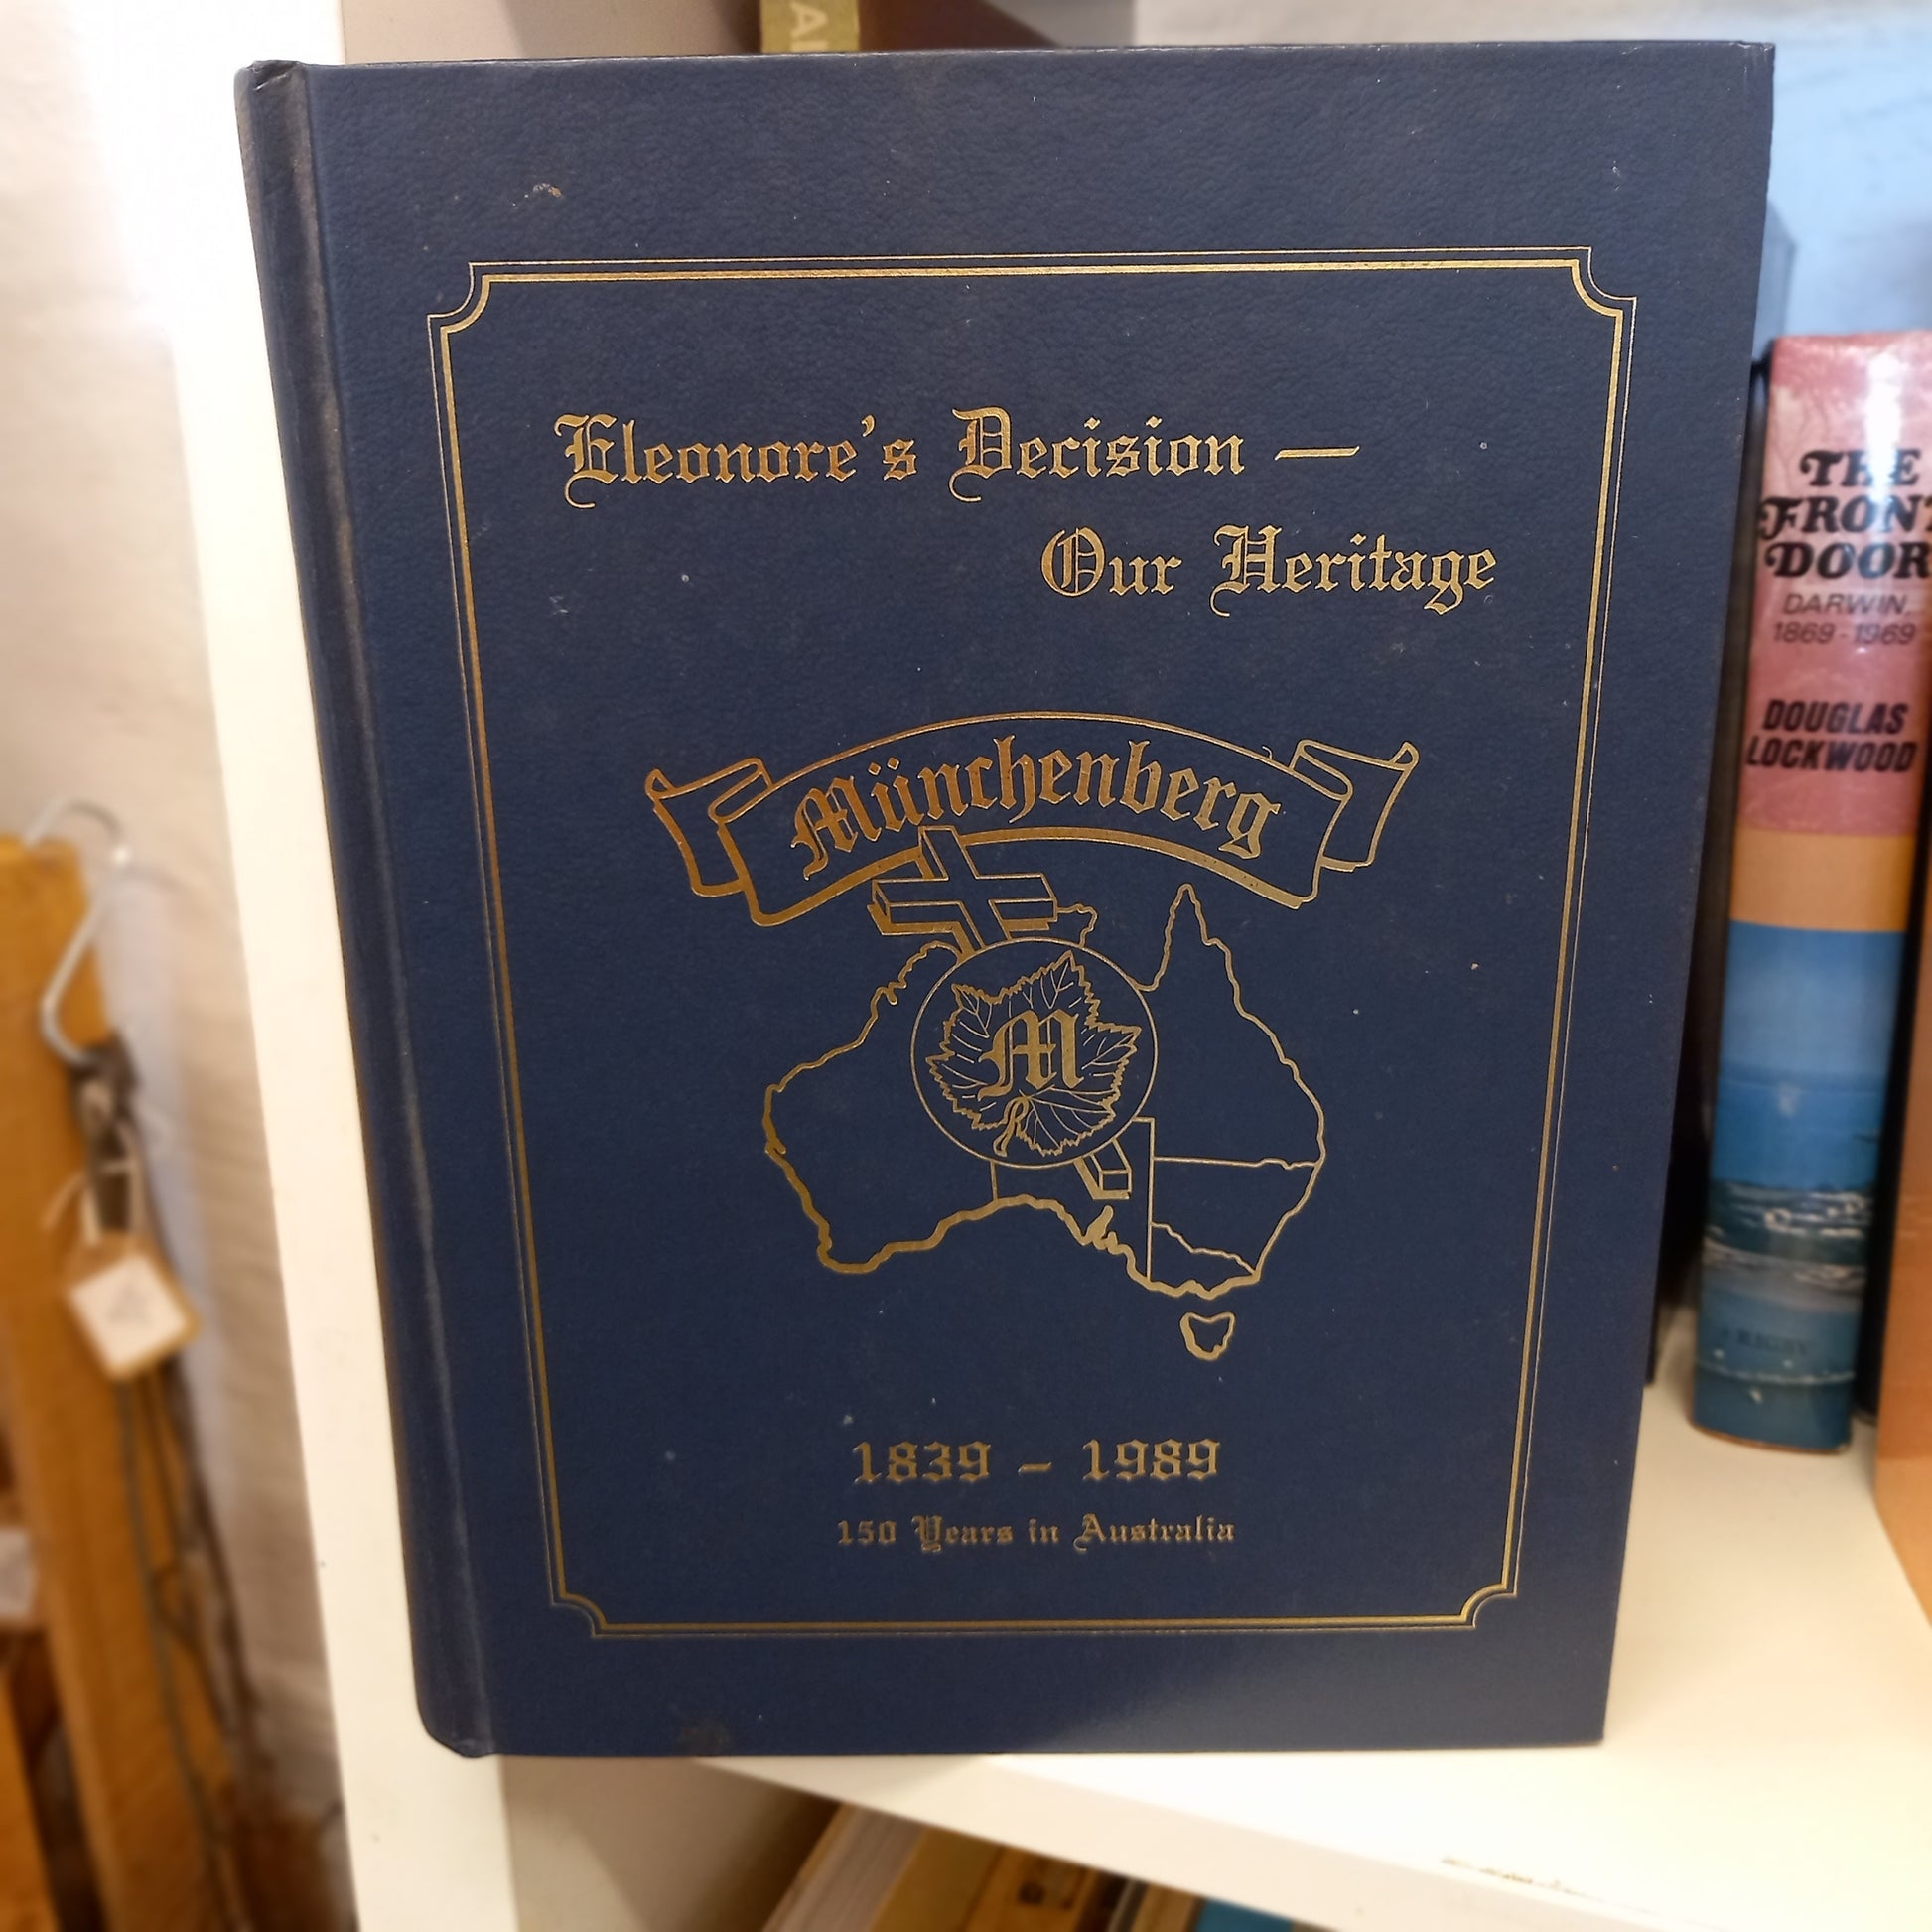 Eleonore's Decision —
Our Heritage
Münchenberg
M
1839 – 1989
150 Years in Australia
THE
FRONT
DOOR
DARWIN,
1869-1969
DOUGLAS
LOCKWOOD
RIGBY